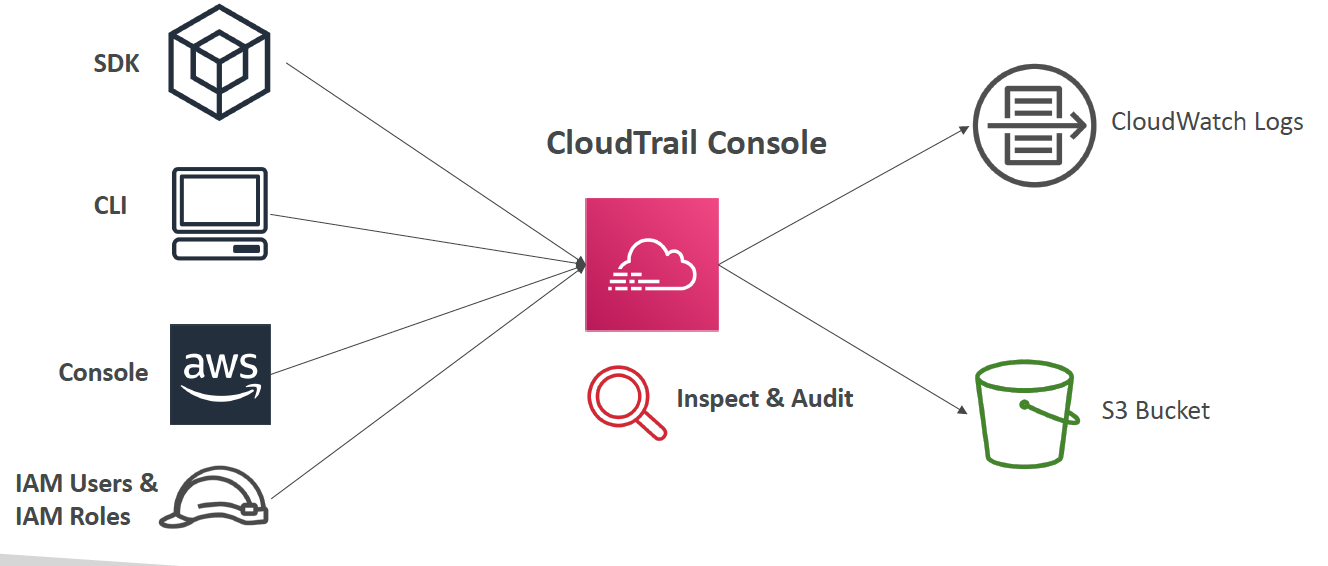 SDK
CLI
Console
aws
IAM Users &
IAM Roles
CloudTrail Console
Inspect & Audit
CloudWatch Logs
S3 Bucket